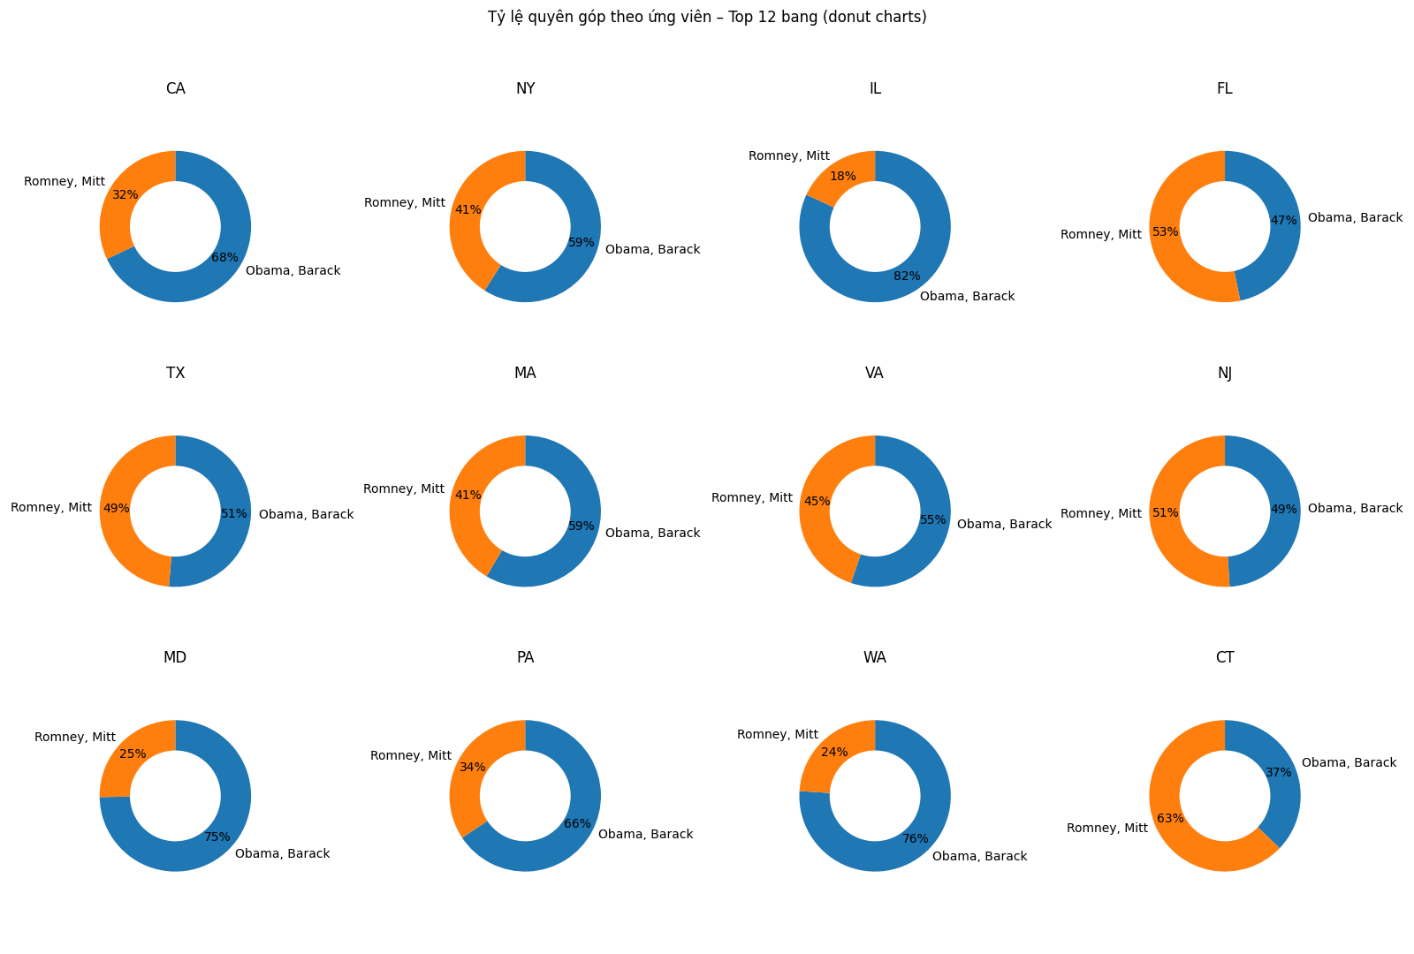 Tỷ lệ quyên góp theo ứng viên – Top 12 bang (donut charts)
CA
Romney, Mitt
32%
68%
Obama, Barack
NY
Romney, Mitt
41%
59%
Obama, Barack
IL
Romney, Mitt
18%
82%
Obama, Barack
FL
47%
Obama, Barack
Romney, Mitt
53%
TX
Romney, Mitt
49%
51%
Obama, Barack
MA
Romney, Mitt
41%
59%
Obama, Barack
VA
Romney, Mitt
45%
55%
Obama, Barack
NJ
49%
Obama, Barack
Romney, Mitt
51%
MD
Romney, Mitt
25%
75%
Obama, Barack
PA
Romney, Mitt
34%
66%
Obama, Barack
WA
Romney, Mitt
24%
76%
Obama, Barack
CT
37%
Obama, Barack
63%
Romney, Mitt